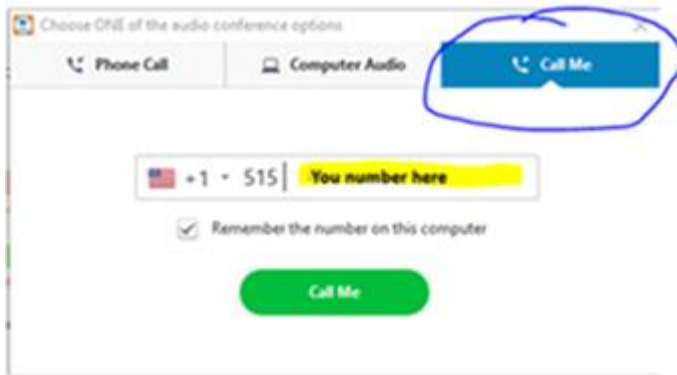 Choose ONE of the audio conference options
Phone Call Computer Audio Call Me
+1 515 You number here
Remember the number on this computer
Call Me